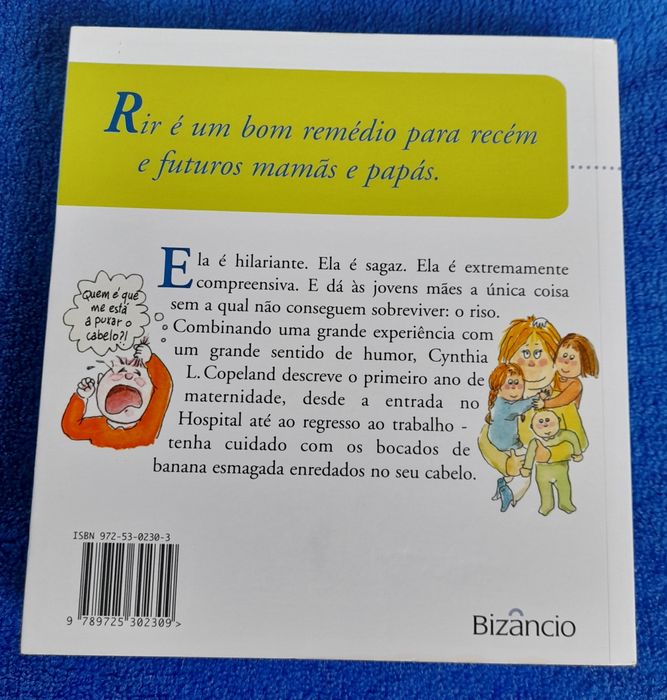 Rir é um bom remédio para recém
e futuros mamãs e papás.
Ela é hilariante. Ela é sagaz. Ela é extremamente
compreensiva. E dá às jovens mães a única coisa
sem a qual não conseguem sobreviver: o riso.
Combinando uma grande experiência com
um grande sentido de humor, Cynthia
L. Copeland descreve o primeiro ano de
maternidade, desde a entrada no
Hospital até ao regresso ao trabalho -
tenha cuidado com os bocados de
banana esmagada enredados no seu cabelo.
Quem é que
me está
a puxar o
cabelo?!
ISBN 972-53-0230-3
9 789725 302309>
Bizâncio